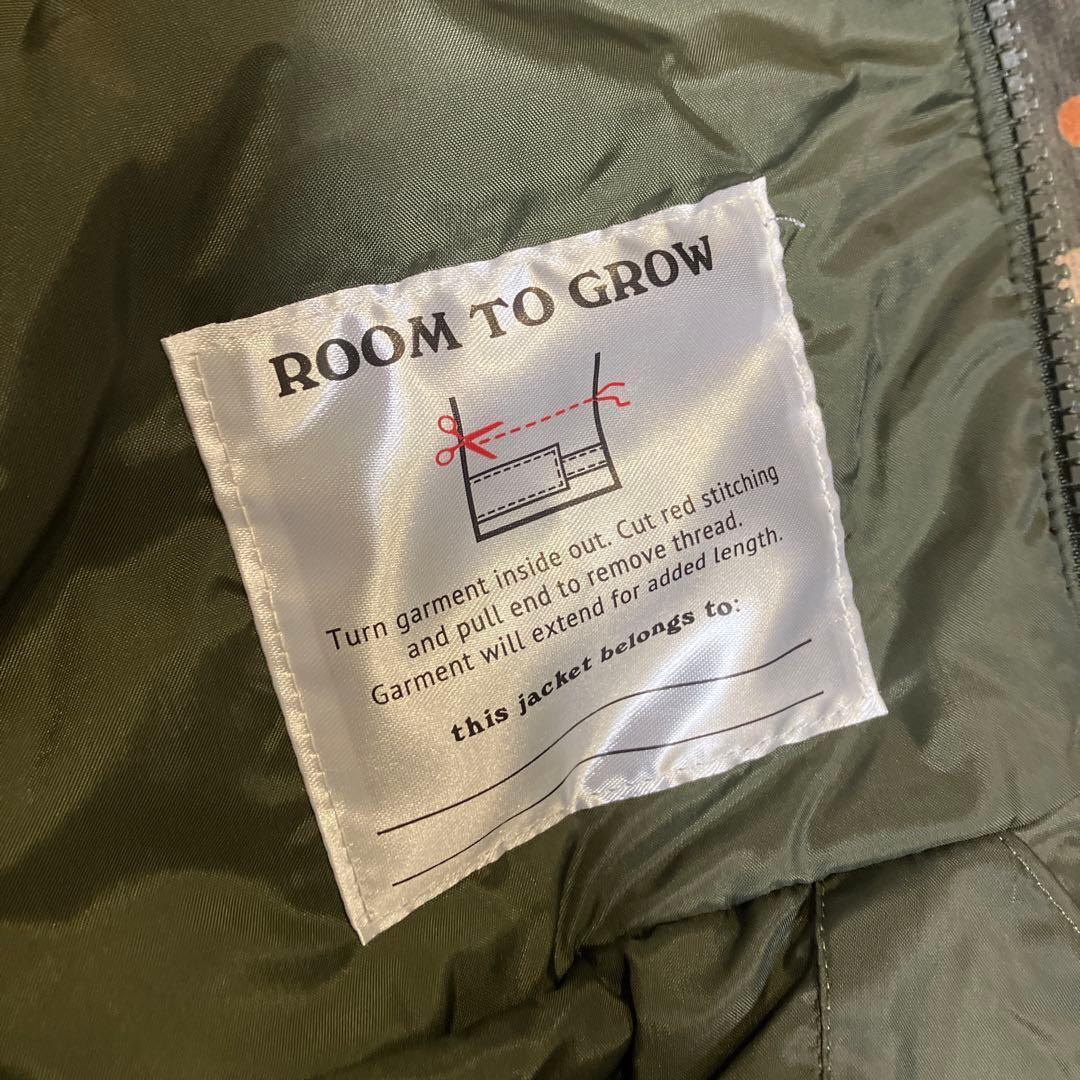 ROOM TO GROW
Turn garment inside out. Cut red stitching
and pull end to remove thread.
Garment will extend for added length.
this jacket belongs to: